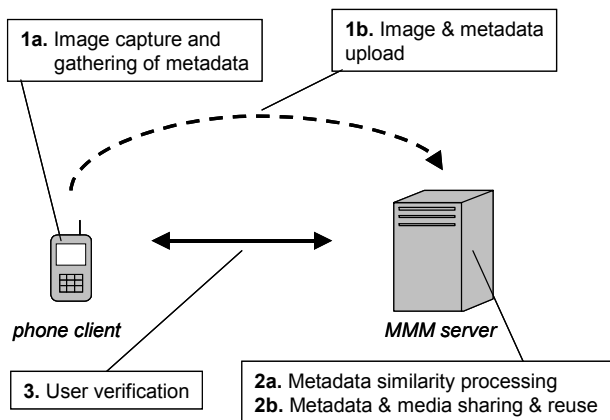 1a. Image capture and
gathering of metadata
1b. Image & metadata
upload
phone client
MMM server
3. User verification
2a. Metadata similarity processing
2b. Metadata & media sharing & reuse